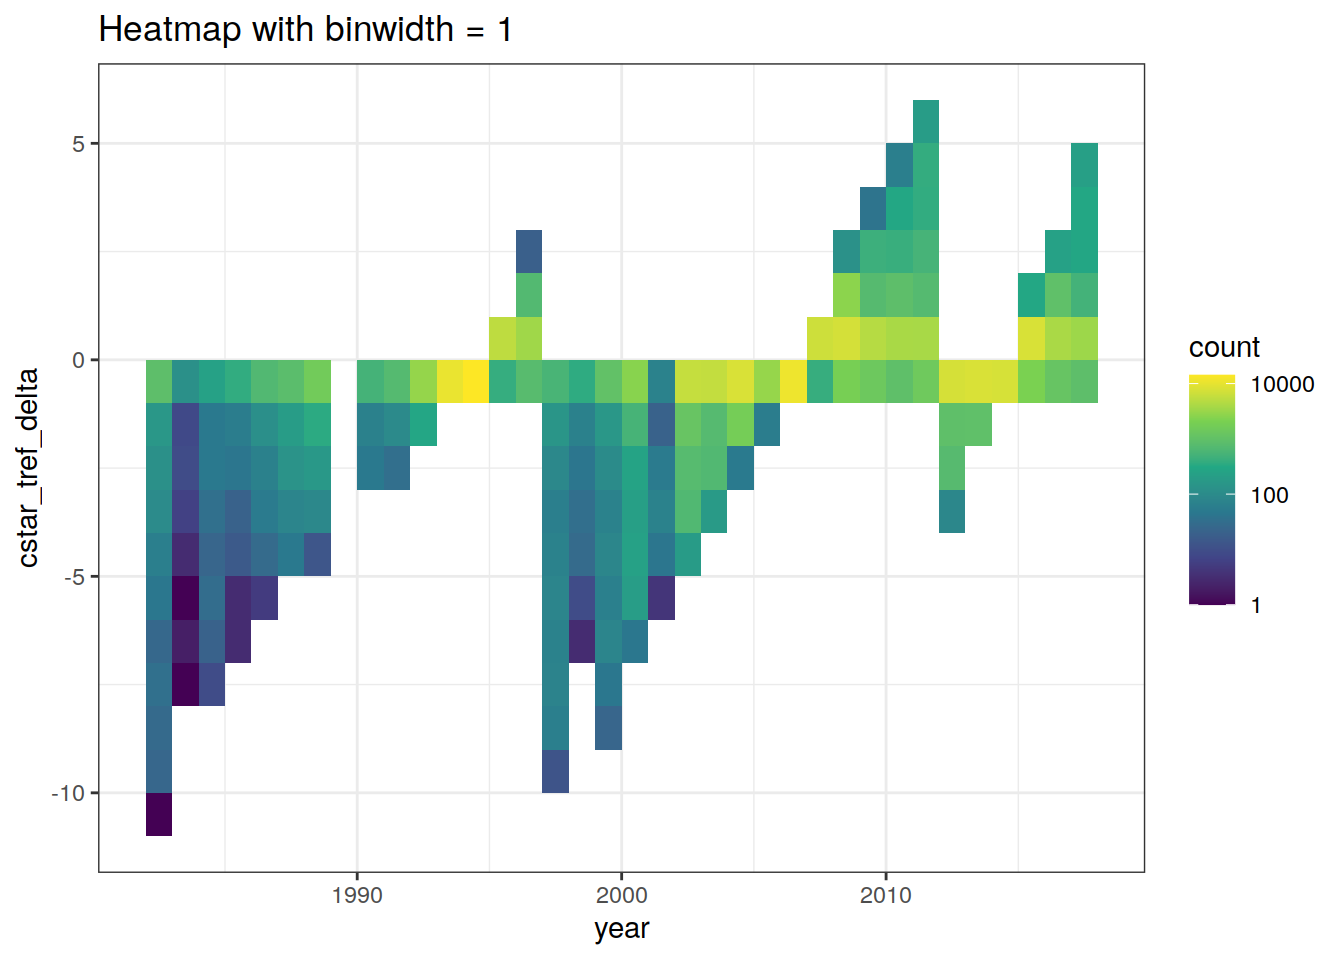 Heatmap with binwidth = 1
cstar_tref_delta
5
0
-5
-10
1990
2000
2010
year
count
10000
100
1